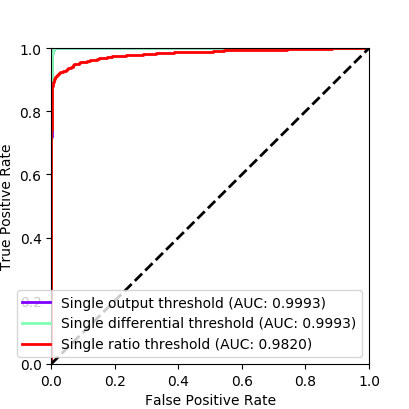 1.0
0.8
0.6
0.4
0.2
0.0
True Positive Rate
Single output threshold (AUC: 0.9993)
Single differential threshold (AUC: 0.9993)
Single ratio threshold (AUC: 0.9820)
0.0 0.2 0.4 0.6 0.8 1.0
False Positive Rate